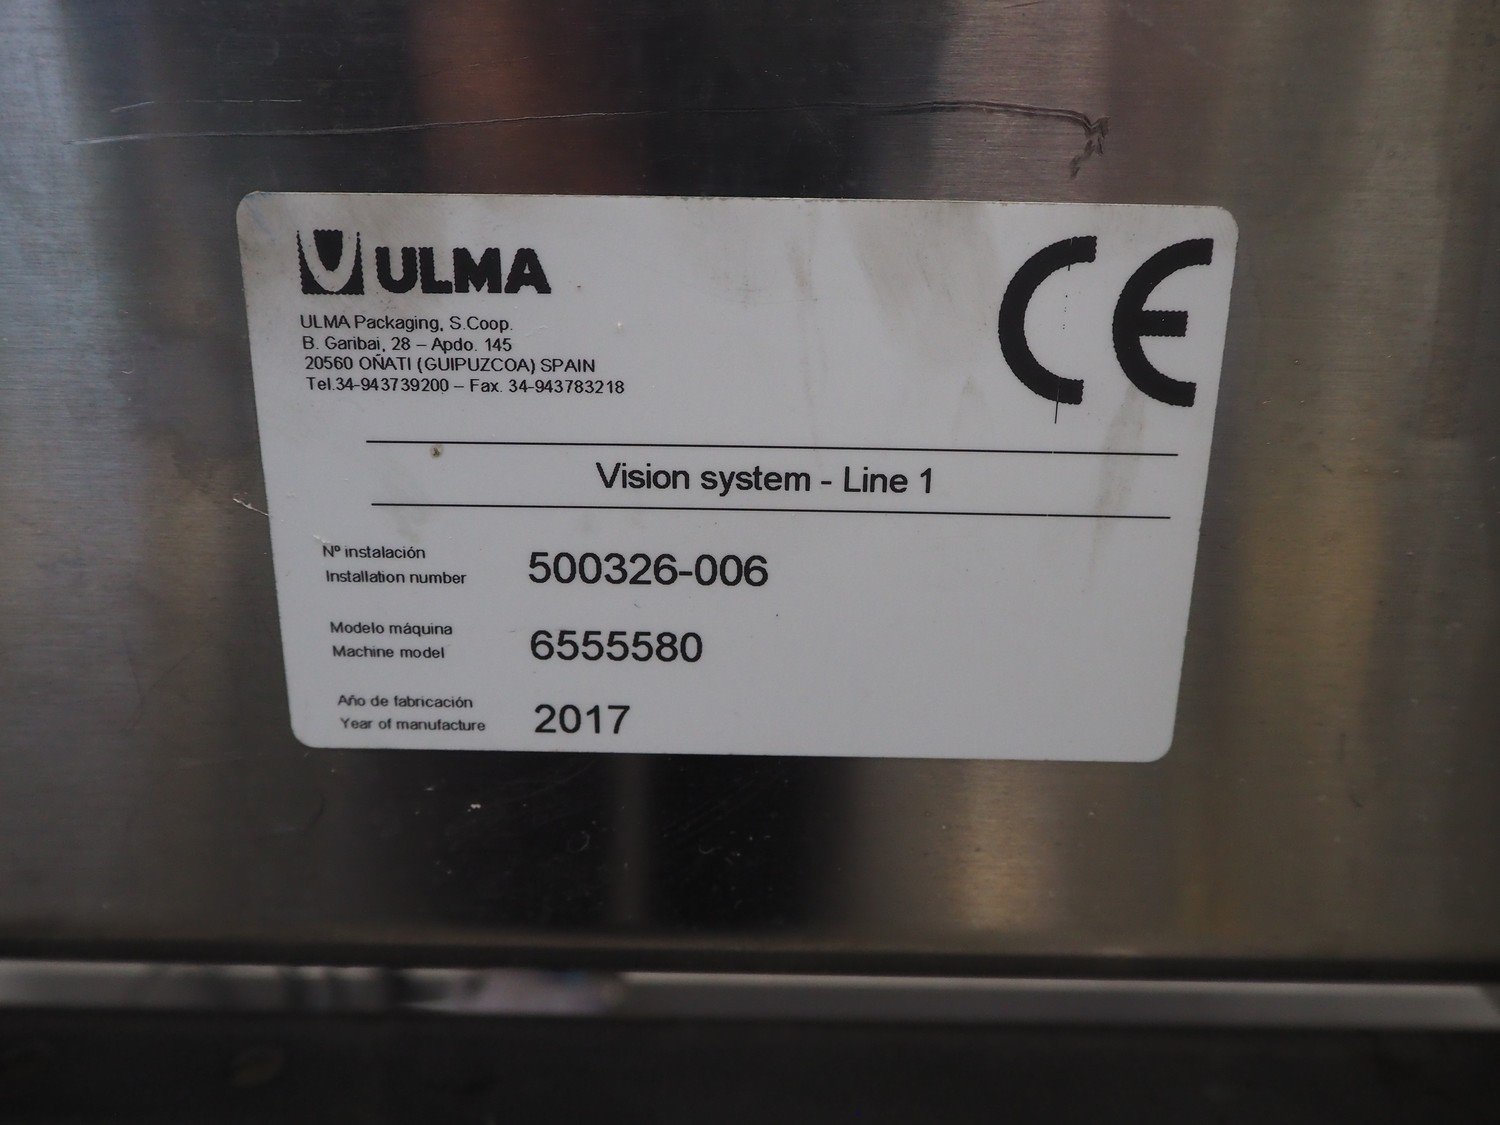 ULMA
ULMA Packaging, S.Coop.
B. Garibai, 28 – Apdo. 145
20560 OÑATI (GUIPUZCOA) SPAIN
Tel.34-943739200 – Fax. 34-943783218
CE
Vision system - Line 1
Nº instalación
Installation number
500326-006
Modelo máquina
Machine model
6555580
Año de fabricación
Year of manufacture
2017